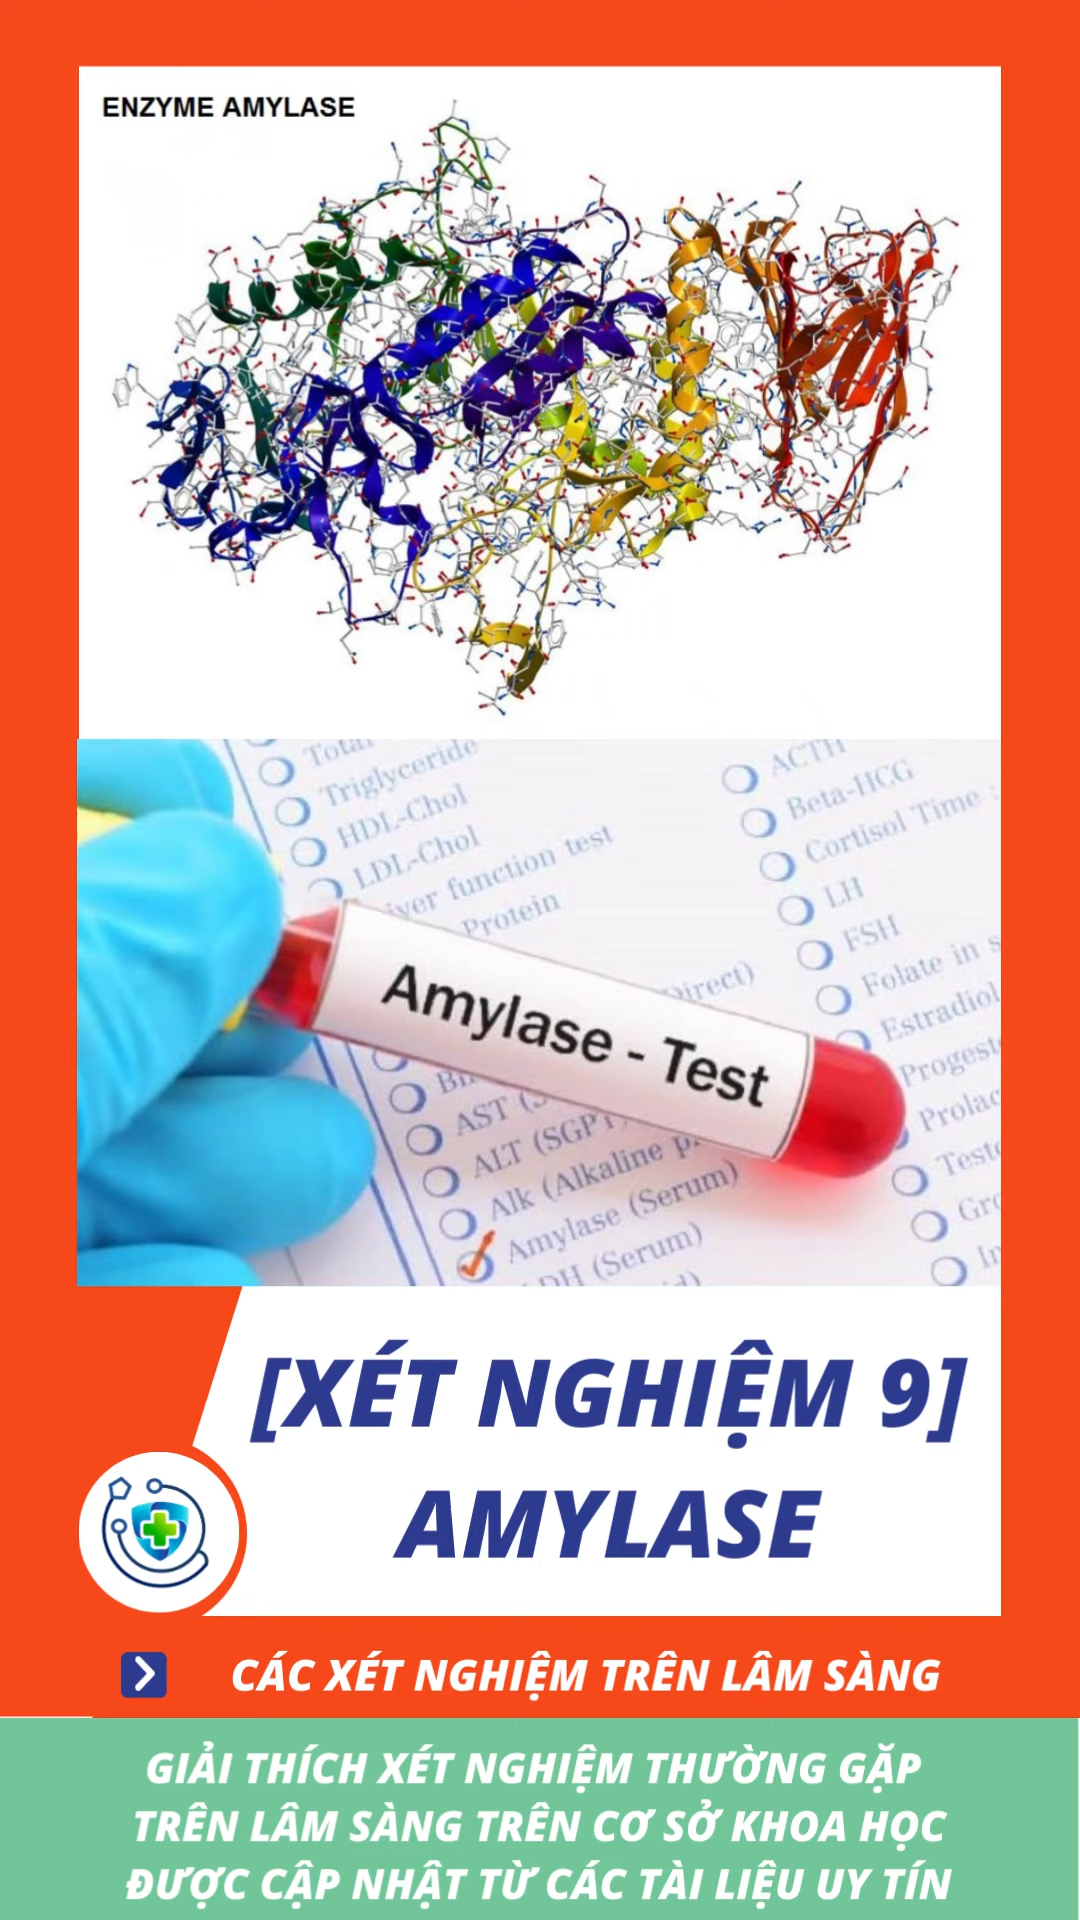 ENZYME AMYLASE
Total
Triglyceride
HDL-Chol
LDL-Chol
function test
Protein
ACTH
Beta-HCG
Cortisol Time :
LH
FSH
Folate in
Estradiol
Direct)
Amylase - Test
AST
ALT (SGPT)
Alk (Alkaline
Amylase (Serum)
(Serum)
[XÉT NGHIỆM 9]
AMYLASE
CÁC XÉT NGHIỆM TRÊN LÂM SÀNG
GIẢI THÍCH XÉT NGHIỆM THƯỜNG GẶP
TRÊN LÂM SÀNG TRÊN CƠ SỞ KHOA HỌC
ĐƯỢC CẬP NHẬT TỪ CÁC TÀI LIỆU UY TÍN